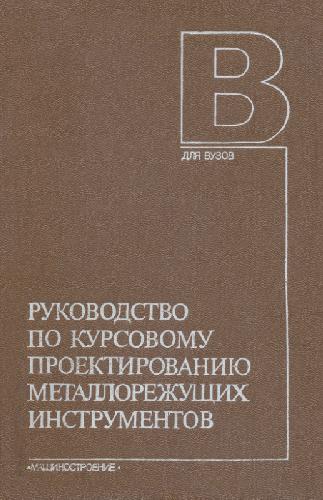 В
ДЛЯ ВУЗОВ
РУКОВОДСТВО
ПО КУРСОВОМУ
ПРОЕКТИРОВАНИЮ
МЕТАЛЛОРЕЖУЩИХ
ИНСТРУМЕНТОВ
«МАШИНОСТРОЕНИЕ»